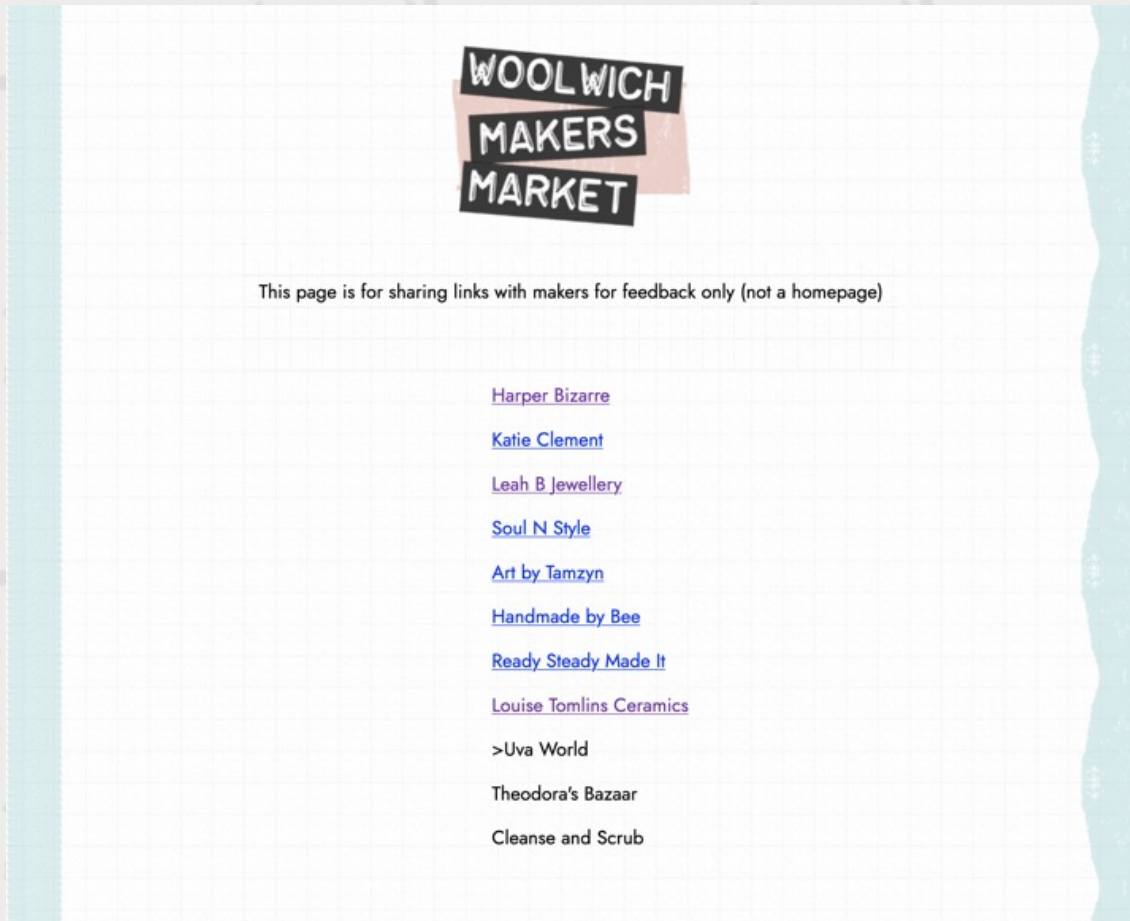 WOOLWICH
MAKERS
MARKET
This page is for sharing links with makers for feedback only (not a homepage)
Harper Bizarre
Katie Clement
Leah B Jewellery
Soul N Style
Art by Tamzyn
Handmade by Bee
Ready Steady Made It
Louise Tomlins Ceramics
>Uva World
Theodora's Bazaar
Cleanse and Scrub